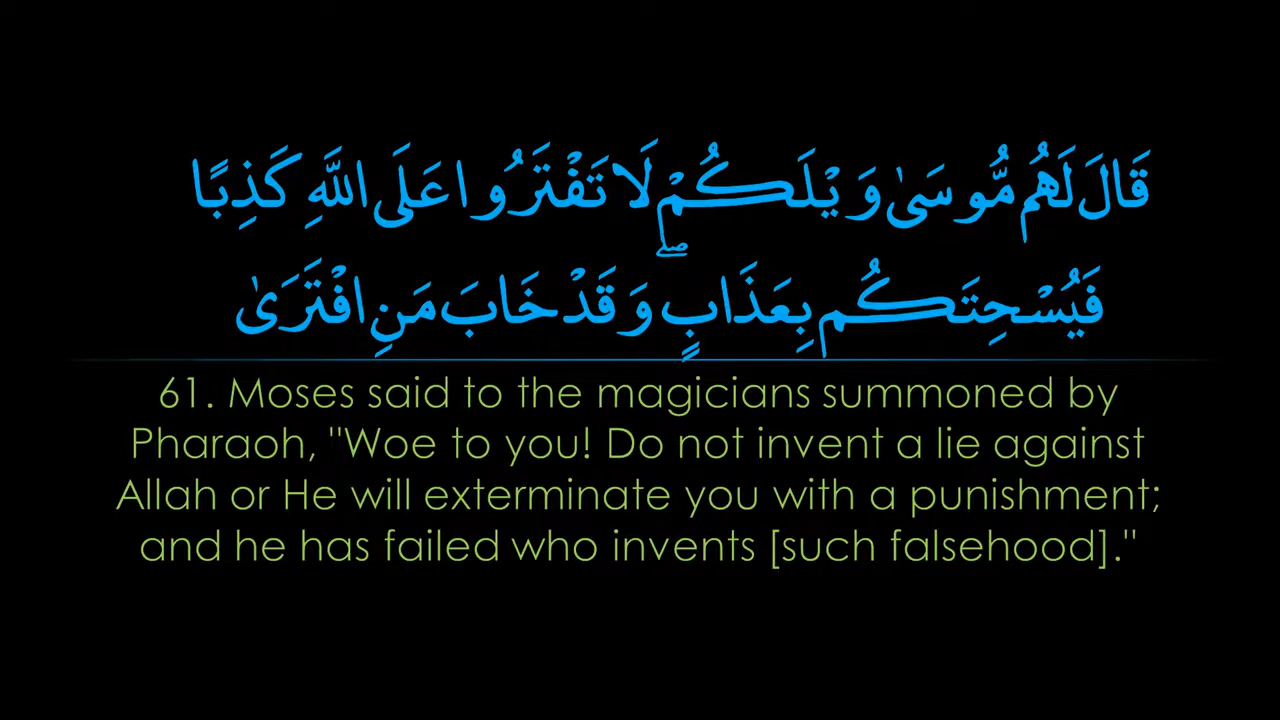 قَالَ لَهُم مُّوسَىٰ وَيْلَكُمْ لَا تَفْتَرُوا عَلَى اللَّهِ كَذِبًا
فَيُسْحِتَكُم بِعَذَابٍ ۖ وَقَدْ خَابَ مَنِ افْتَرَىٰ
61. Moses said to the magicians summoned by
Pharaoh, "Woe to you! Do not invent a lie against
Allah or He will exterminate you with a punishment;
and he has failed who invents [such falsehood]."